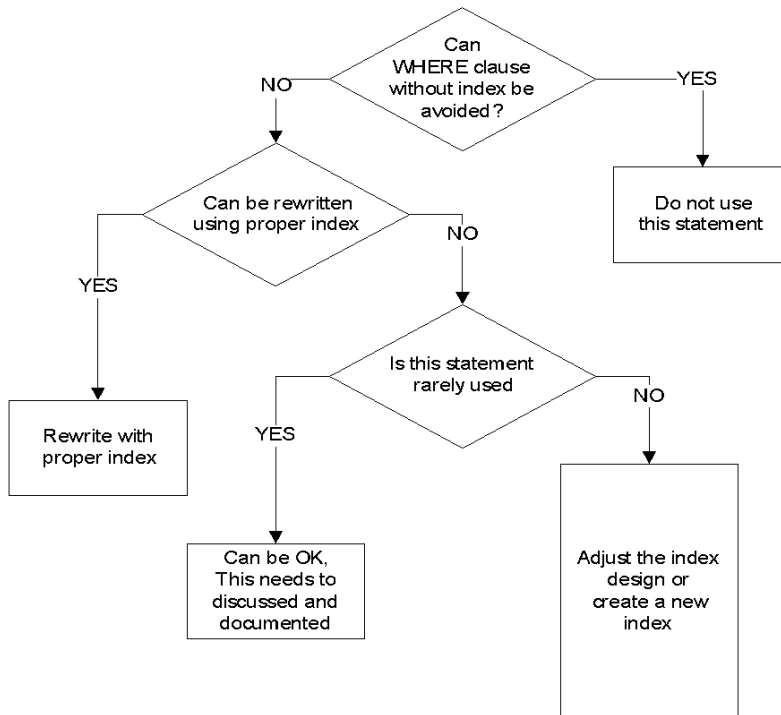 Can
WHERE clause
without index be
avoided?
NO
YES
Can be rewritten
using proper index
Do not use
this statement
NO
YES
Is this statement
rarely used
NO
YES
Rewrite with
proper index
Can be OK,
This needs to
discussed and
documented
Adjust the index
design or
create a new
index